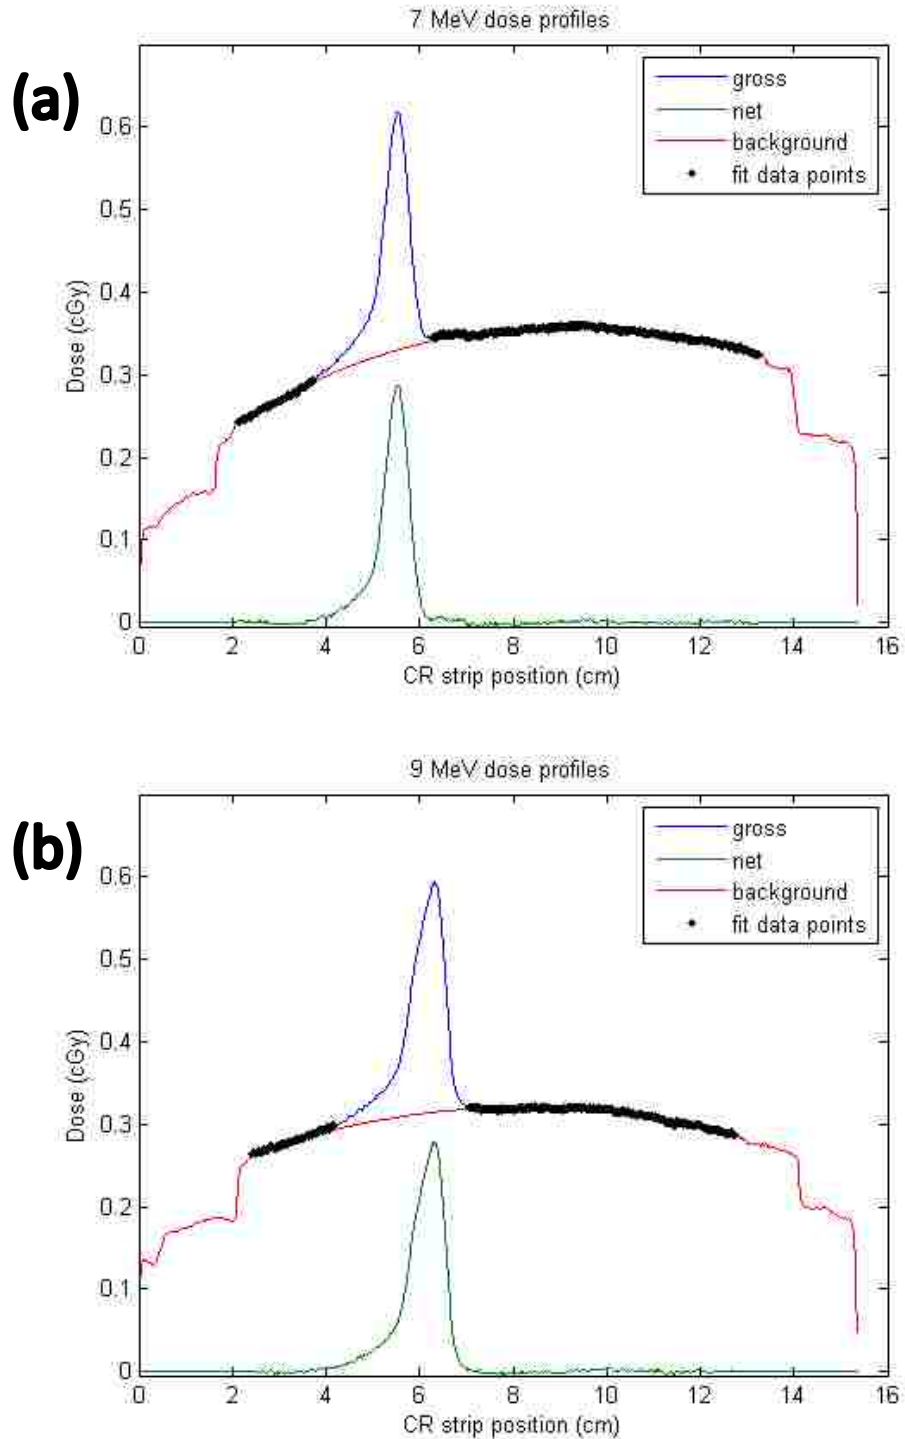 (a)
7 MeV dose profiles
gross
net
background
fit data points
0.6
0.5
0.4
0.3
0.2
0.1
0
Dose (cGy)
0 2 4 6 8 10 12 14 16
CR strip position (cm)
(b)
9 MeV dose profiles
gross
net
background
fit data points
0.6
0.5
0.4
0.3
0.2
0.1
0
Dose (cGy)
0 2 4 6 8 10 12 14 16
CR strip position (cm)